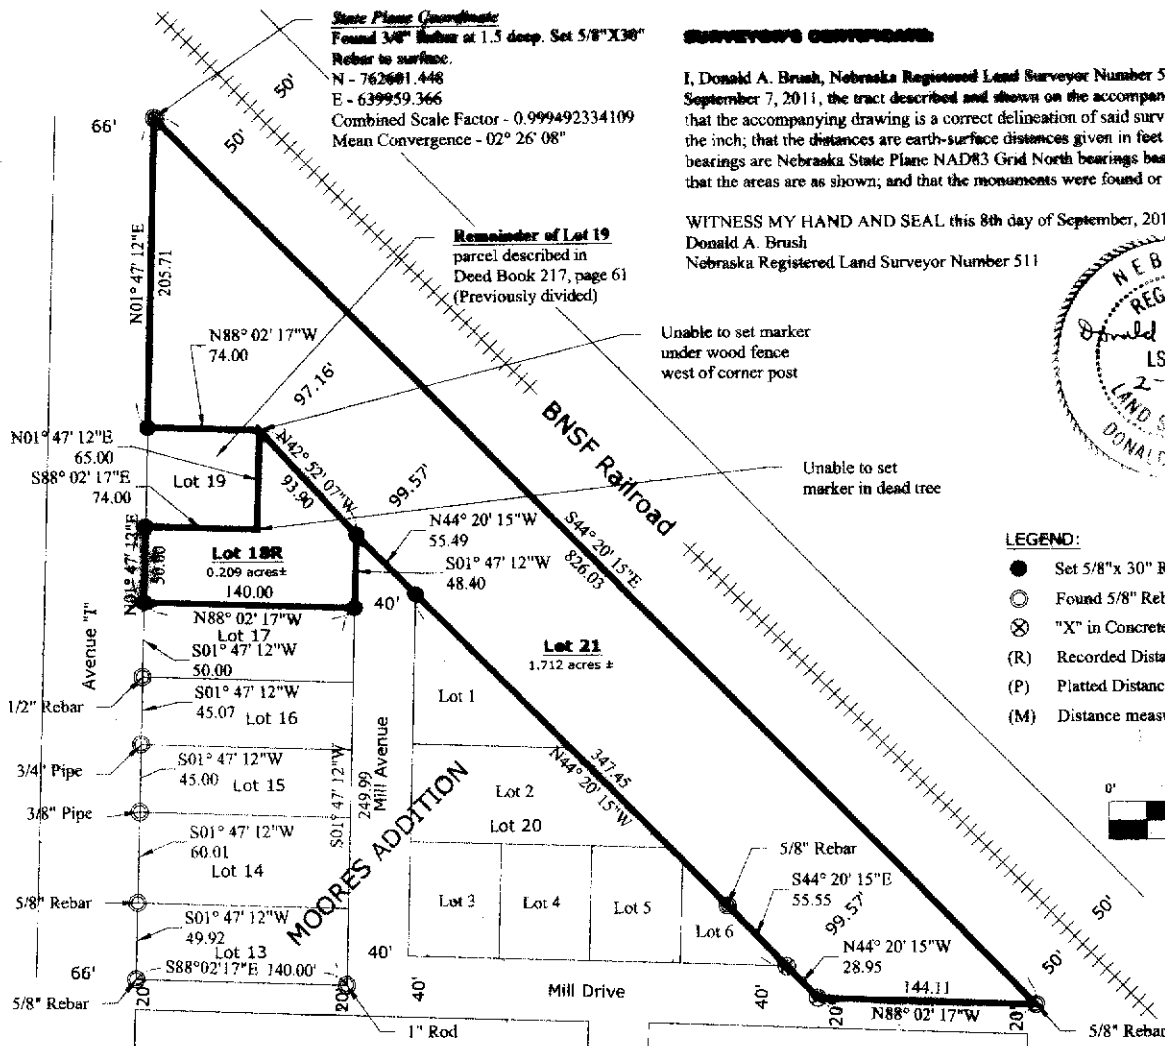 State Plane Coordinate
Found 3/8" Rebar at 1.5 deep. Set 5/8"X30"
Rebar to surface.
N - 762601.448
E - 639959.366
Combined Scale Factor - 0.999492334109
Mean Convergence - 02° 26' 08"
SURVEYOR'S CERTIFICATE:
I, Donald A. Brush, Nebraska Registered Land Surveyor Number 5
September 7, 2011, the tract described and shown on the accompan
that the accompanying drawing is a correct delineation of said surv
the inch; that the distances are earth-surface distances given in feet
bearings are Nebraska State Plane NAD83 Grid North bearings bas
that the areas are as shown; and that the monuments were found or
WITNESS MY HAND AND SEAL this 8th day of September, 201
Donald A. Brush
Nebraska Registered Land Surveyor Number 511
NEB
REG
Donald
LS
2-
LAND S
DONALD
50'
50'
66'
N01° 47' 12"E
205.71
Remainder of Lot 19
parcel described in
Deed Book 217, page 61
(Previously divided)
Unable to set marker
under wood fence
west of corner post
N88° 02' 17"W
74.00
97.16'
BNSF Railroad
N01° 47' 12"E
65.00
S88° 02' 17"E
74.00
Lot 19
N42° 52' 07"W
93.90
99.57'
Unable to set
marker in dead tree
N44° 20' 15"W
55.49
S01° 47' 12"W
48.40
S44° 20' 15"E
826.03
N01° 47' 12"E
50.00
Lot 18R
0.209 acres±
140.00
N88° 02' 17"W
40'
LEGEND:
Set 5/8"x 30" R
Found 5/8" Reb
"X" in Concrete
(R) Recorded Dista
(P) Platted Distanc
(M) Distance measu
0'
Lot 21
1.712 acres ±
Avenue "I"
Lot 17
S01° 47' 12"W
50.00
1/2" Rebar
S01° 47' 12"W
45.07
Lot 16
3/4" Pipe
S01° 47' 12"W
45.00
Lot 15
3/8" Pipe
S01° 47' 12"W
60.01
Lot 14
5/8" Rebar
S01° 47' 12"W
49.92
Lot 13
66'
S88°02'17"E 140.00'
5/8" Rebar
20'
20'
1" Rod
S01° 47' 12"W
249.99
Mill Avenue
MOORES ADDITION
Lot 1
347.45
N44° 20' 15"W
Lot 2
Lot 20
Lot 3
Lot 4
Lot 5
Lot 6
5/8" Rebar
S44° 20' 15"E
55.55
99.57'
N44° 20' 15"W
28.95
40'
40'
Mill Drive
40'
144.11
N88° 02' 17"W
20'
20'
50'
50'
5/8" Rebar